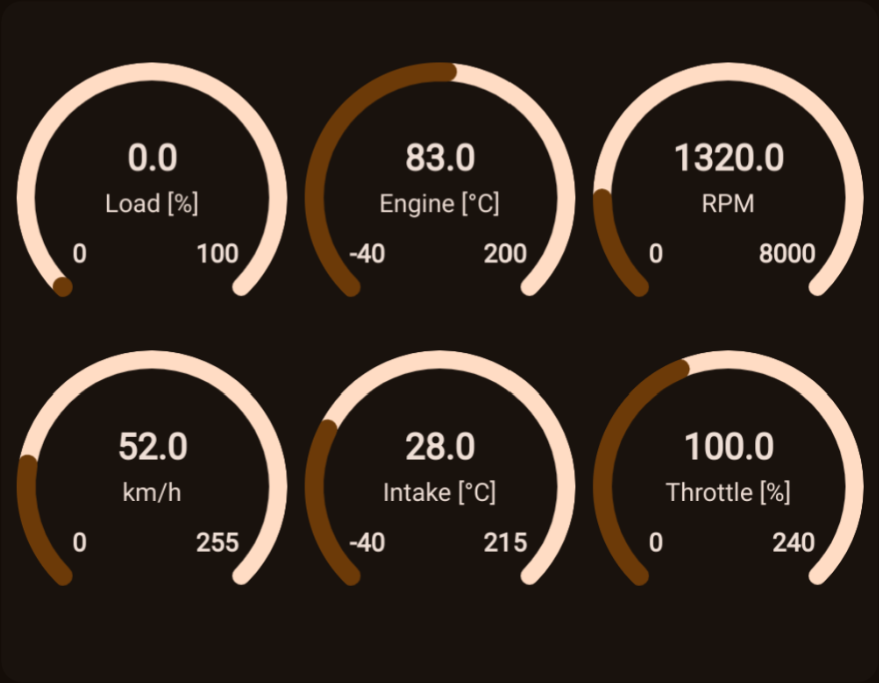 0.0
Load [%]
0 100
83.0
Engine [°C]
-40 200
1320.0
RPM
0 8000
52.0
km/h
0 255
28.0
Intake [°C]
-40 215
100.0
Throttle [%]
0 240